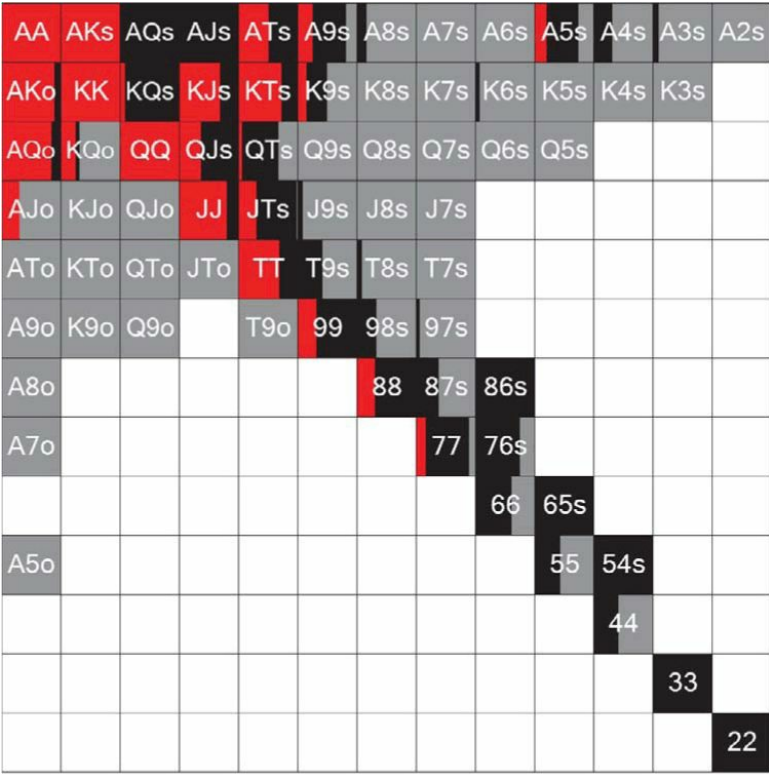 AA AKs AQs AJs ATs A9s A8s A7s A6s A5s A4s A3s A2s
AKo KK KQs KJs KTs K9s K8s K7s K6s K5s K4s K3s
AQo KQo QQ QJs QTs Q9s Q8s Q7s Q6s Q5s
AJo KJo QJo JJ JTs J9s J8s J7s
ATo KTo QTo JTo TT T9s T8s T7s
A9o K9o Q9o T9o 99 98s 97s
A8o 88 87s 86s
A7o 77 76s
66 65s
A5o 55 54s
44
33
22